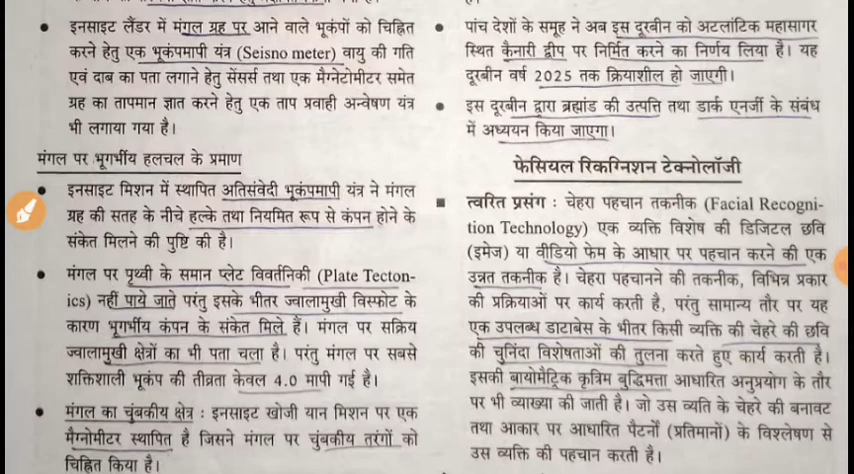 इनसाइट लैंडर में मंगल ग्रह पर आने वाले भूकंपों को चिह्नित
करने हेतु एक भूकंपमापी यंत्र (Seisno meter) वायु की गति
एवं दाब का पता लगाने हेतु सेंसर्स तथा एक मैग्नेटोमीटर समेत
ग्रह का तापमान ज्ञात करने हेतु एक ताप प्रवाही अन्वेषण यंत्र
भी लगाया गया है।
मंगल पर भूगर्भीय हलचल के प्रमाण
इनसाइट मिशन में स्थापित अतिसंवेदी भूकंपमापी यंत्र ने मंगल
ग्रह की सतह के नीचे हल्के तथा नियमित रूप से कंपन होने के
संकेत मिलने की पुष्टि की है।
मंगल पर पृथ्वी के समान प्लेट विवर्तनिकी (Plate Tecton-
ics) नहीं पाये जाते परंतु इसके भीतर ज्वालामुखी विस्फोट के
कारण भूगर्भीय कंपन के संकेत मिले हैं। मंगल पर सक्रिय
ज्वालामुखी क्षेत्रों का भी पता चला है। परंतु मंगल पर सबसे
शक्तिशाली भूकंप की तीव्रता केवल 4.0 मापी गई है।
मंगल का चुंबकीय क्षेत्र : इनसाइट खोजी यान मिशन पर एक
मैग्नोमीटर स्थापित है जिसने मंगल पर चुंबकीय तरंगों को
चिह्नित किया है।
पांच देशों के समूह ने अब इस दूरबीन को अटलांटिक महासागर
स्थित कैनारी द्वीप पर निर्मित करने का निर्णय लिया है। यह
दूरबीन वर्ष 2025 तक क्रियाशील हो जाएगी।
इस दूरबीन द्वारा ब्रह्मांड की उत्पत्ति तथा डार्क एनर्जी के संबंध
में अध्ययन किया जाएगा।
फेसियल रिकग्निशन टेक्नोलॉजी
त्वरित प्रसंग : चेहरा पहचान तकनीक (Facial Recogni-
tion Technology) एक व्यक्ति विशेष की डिजिटल छवि
(इमेज) या वीडियो फेम के आधार पर पहचान करने की एक
उन्नत तकनीक है। चेहरा पहचानने की तकनीक, विभिन्न प्रकार
की प्रक्रियाओं पर कार्य करती है, परंतु सामान्य तौर पर यह
एक उपलब्ध डाटाबेस के भीतर किसी व्यक्ति की चेहरे की छवि
की चुनिंदा विशेषताओं की तुलना करते हुए कार्य करती है।
इसकी बायोमैट्रिक कृत्रिम बुद्धिमत्ता आधारित अनुप्रयोग के तौर
पर भी व्याख्या की जाती है। जो उस व्यति के चेहरे की बनावट
तथा आकार पर आधारित पैटर्नों (प्रतिमानों) के विश्लेषण से
उस व्यक्ति की पहचान करती है।